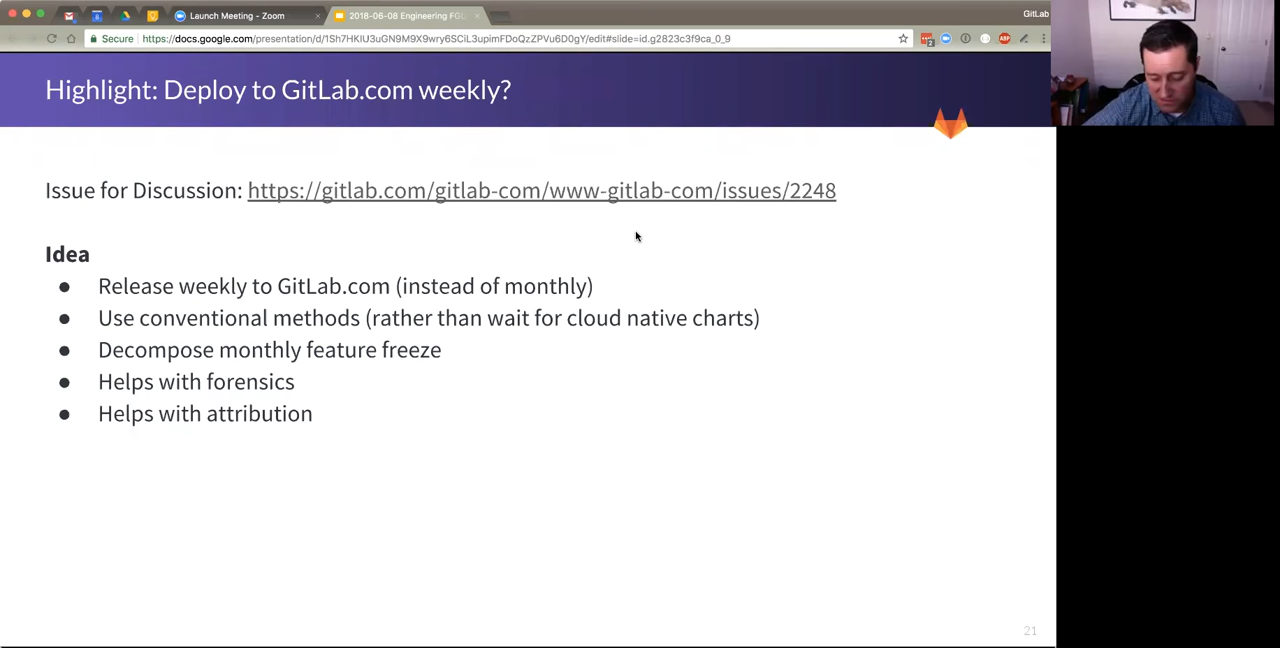 Launch Meeting - Zoom
2018-06-08 Engineering FG
GitLab
Secure
https://docs.google.com/presentation/d/1Sh7HKIU3uGN9M9X9wry6SCiL3upimFDoQzZPVu6D0gY/edit#slide=id.g2823c3f9ca_0_9
2
ABP
Highlight: Deploy to GitLab.com weekly?
Issue for Discussion: https://gitlab.com/gitlab-com/www-gitlab-com/issues/2248
Idea
● Release weekly to GitLab.com (instead of monthly)
● Use conventional methods (rather than wait for cloud native charts)
● Decompose monthly feature freeze
● Helps with forensics
● Helps with attribution
21